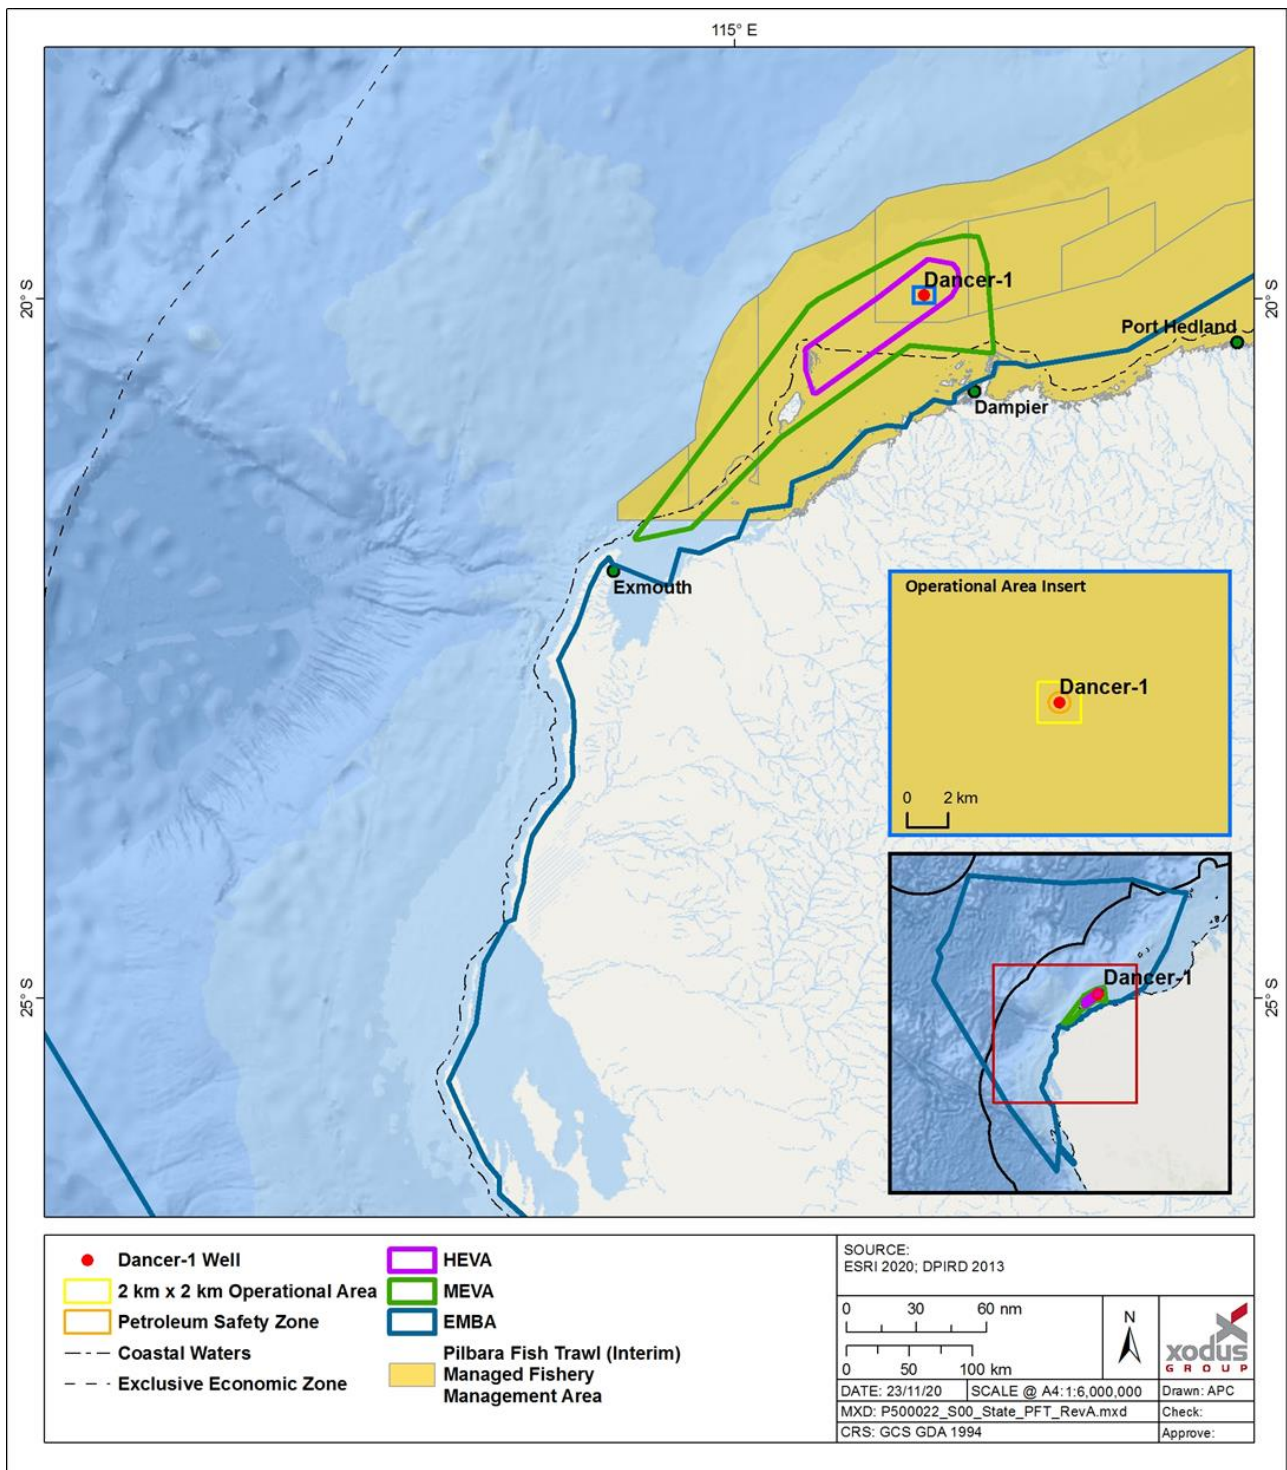 115° E
20° S
20° S
Dancer-1
Port Hedland
Dampier
Exmouth
Operational Area Insert
Dancer-1
0 2 km
Dancer-1
25° S
25° S
Dancer-1 Well
2 km x 2 km Operational Area
Petroleum Safety Zone
Coastal Waters
Exclusive Economic Zone
HEVA
MEVA
EMBA
Pilbara Fish Trawl (Interim)
Managed Fishery
Management Area
SOURCE:
ESRI 2020; DPIRD 2013
0 30 60 nm
0 50 100 km
N
xodus
GROUP
DATE: 23/11/20
SCALE @ A4:1:6,000,000
Drawn: APC
MXD: P500022_S00_State_PFT_RevA.mxd
Check:
CRS: GCS GDA 1994
Approve: